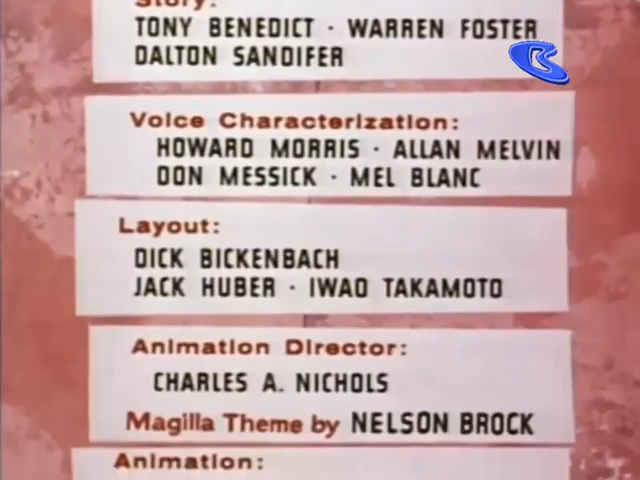 Story:
TONY BENEDICT · WARREN FOSTER
DALTON SANDIFER
Voice Characterization:
HOWARD MORRIS · ALLAN MELVIN
DON MESSICK · MEL BLANC
Layout:
DICK BICKENBACH
JACK HUBER · IWAO TAKAMOTO
Animation Director:
CHARLES A. NICHOLS
Magilla Theme by NELSON BROCK
Animation: